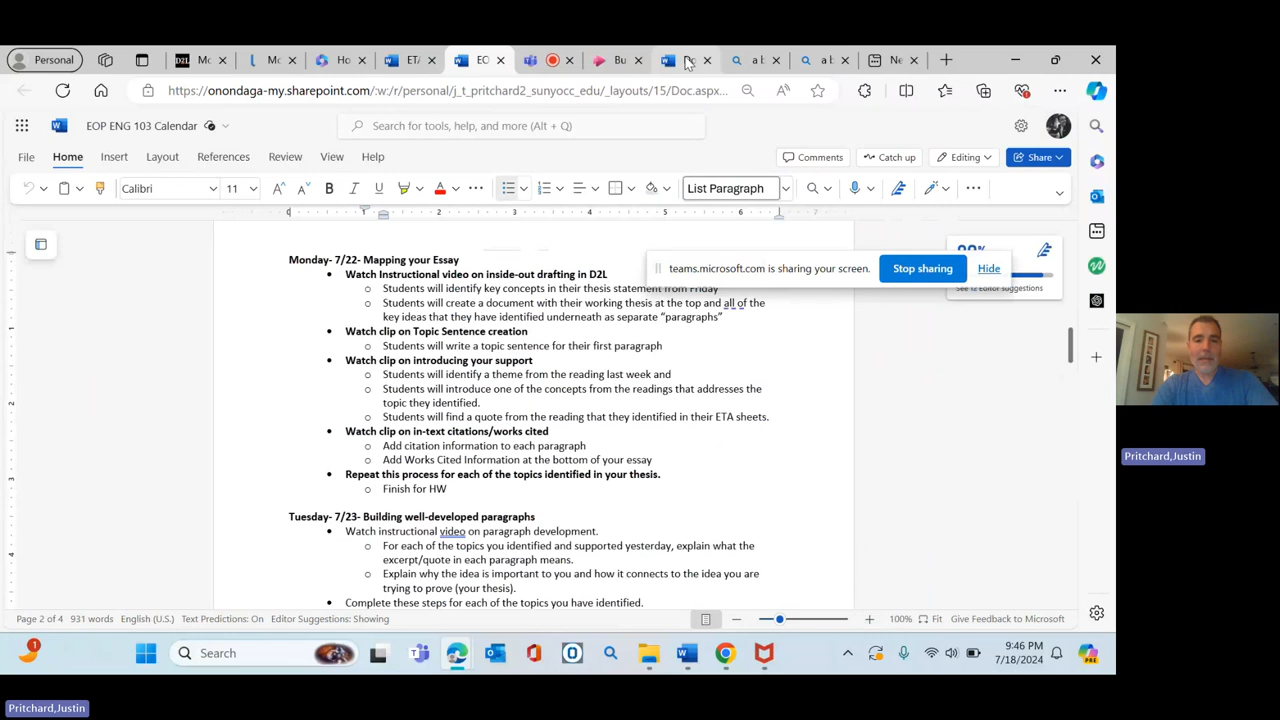 Personal
D2L Mo
Mo
Ho
ETA
EO
Bu
a b
a b
Ne
https://onondaga-my.sharepoint.com/:w:/r/personal/j_t_pritchard2_sunyocc_edu/_layouts/15/Doc.aspx...
EOP ENG 103 Calendar
Search for tools, help, and more (Alt + Q)
File Home Insert Layout References Review View Help
Comments Catch up Editing Share
Calibri 11 B I U A List Paragraph
Monday- 7/22- Mapping your Essay
Watch Instructional video on inside-out drafting in D2L
teams.microsoft.com is sharing your screen. Stop sharing Hide
Students will identify key concepts in their thesis statement from Friday
See 12 Editor suggestions
Students will create a document with their working thesis at the top and all of the
key ideas that they have identified underneath as separate “paragraphs”
Watch clip on Topic Sentence creation
Students will write a topic sentence for their first paragraph
Watch clip on introducing your support
Students will identify a theme from the reading last week and
Students will introduce one of the concepts from the readings that addresses the
topic they identified.
Students will find a quote from the reading that they identified in their ETA sheets.
Watch clip on in-text citations/works cited
Add citation information to each paragraph
Add Works Cited Information at the bottom of your essay
Repeat this process for each of the topics identified in your thesis.
Finish for HW
Tuesday- 7/23- Building well-developed paragraphs
Watch instructional video on paragraph development.
For each of the topics you identified and supported yesterday, explain what the
excerpt/quote in each paragraph means.
Explain why the idea is important to you and how it connects to the idea you are
trying to prove (your thesis).
Complete these steps for each of the topics you have identified.
Pritchard,Justin
Page 2 of 4 931 words English (U.S.) Text Predictions: On Editor Suggestions: Showing 100% Fit Give Feedback to Microsoft
Search
9:46 PM
7/18/2024
Pritchard,Justin